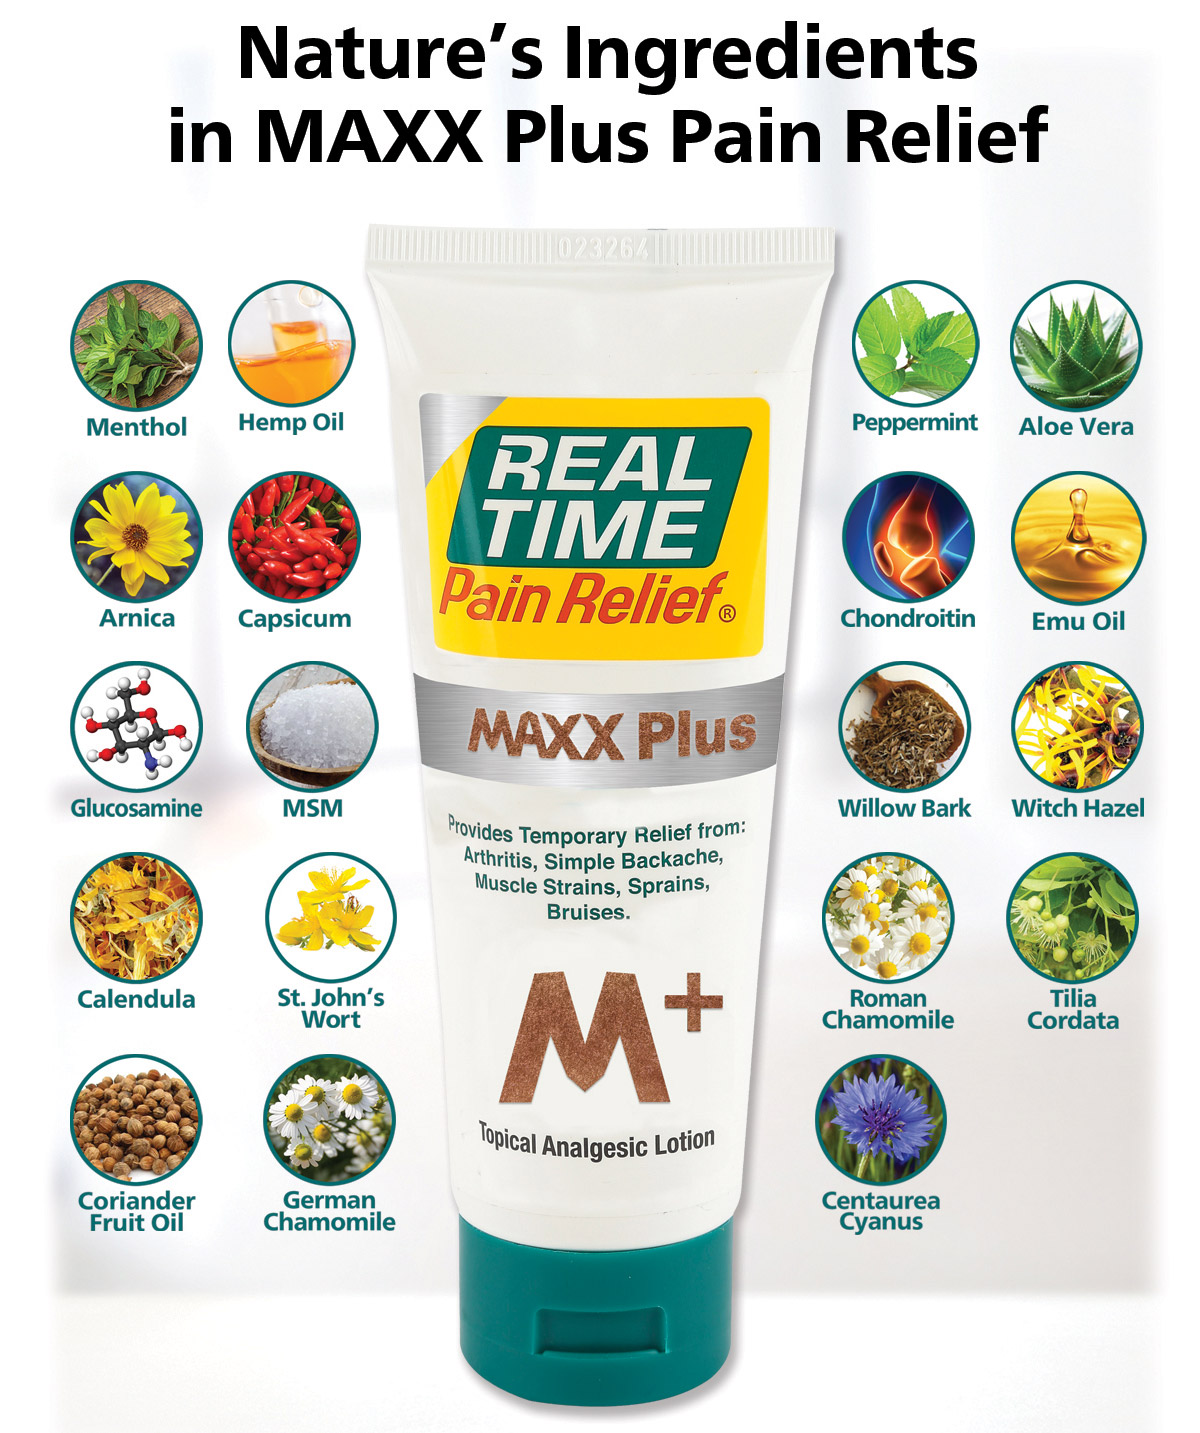 Nature's Ingredients
in MAXX Plus Pain Relief
023264
Menthol
Hemp Oil
Peppermint
Aloe Vera
REAL
TIME
Pain Relief®
Arnica
Capsicum
Chondroitin
Emu Oil
MAXX Plus
Glucosamine
MSM
Willow Bark
Witch Hazel
Provides Temporary Relief from:
Arthritis, Simple Backache,
Muscle Strains, Sprains,
Bruises.
Calendula
St. John's
Wort
Roman
Chamomile
Tilia
Cordata
M+
Topical Analgesic Lotion
Coriander
Fruit Oil
German
Chamomile
Centaurea
Cyanus